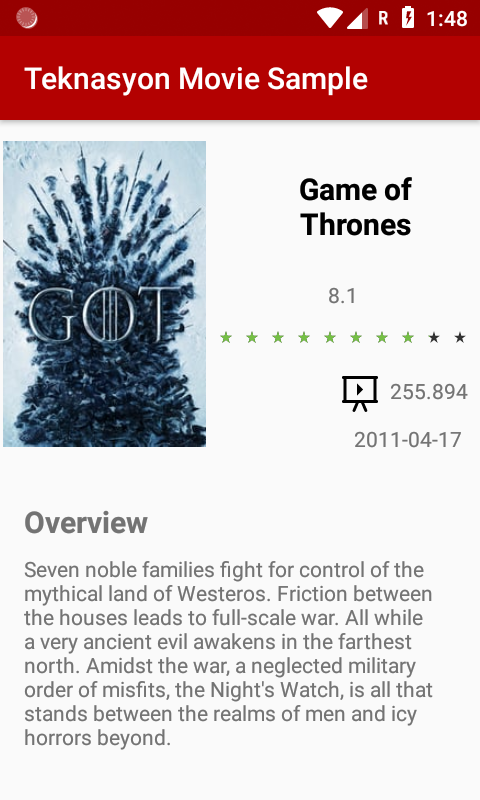 R 1:48
Teknasyon Movie Sample
GOT
Game of
Thrones
8.1
255.894
2011-04-17
Overview
Seven noble families fight for control of the
mythical land of Westeros. Friction between
the houses leads to full-scale war. All while
a very ancient evil awakens in the farthest
north. Amidst the war, a neglected military
order of misfits, the Night's Watch, is all that
stands between the realms of men and icy
horrors beyond.